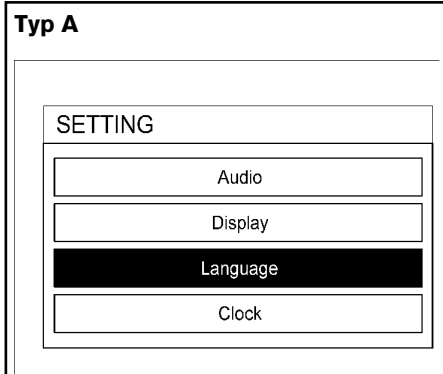 Typ A
SETTING
Audio
Display
Language
Clock